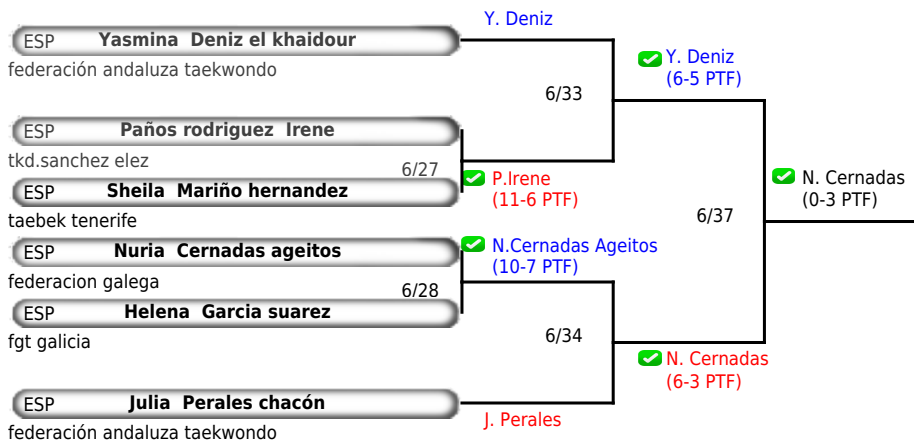 Y. Deniz
ESP Yasmina Deniz el khaidour
federación andaluza taekwondo
Y. Deniz
(6-5 PTF)
6/33
ESP Paños rodriguez Irene
tkd.sanchez elez
6/27
P.Irene
(11-6 PTF)
ESP Sheila Mariño hernandez
taebek tenerife
N. Cernadas
(0-3 PTF)
6/37
ESP Nuria Cernadas ageitos
N.Cernadas Ageitos
(10-7 PTF)
federacion galega
6/28
ESP Helena Garcia suarez
fgt galicia
6/34
N. Cernadas
(6-3 PTF)
ESP Julia Perales chacón
J. Perales
federación andaluza taekwondo